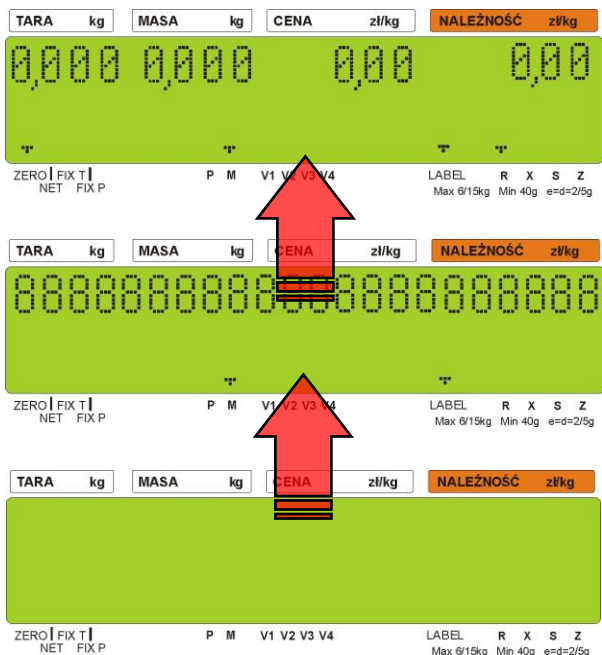 TARA kg MASA kg CENA zł/kg NALEŻNOŚĆ zł/kg
0,000 0,000 0,00 0,00
ZERO FIX T P M V1 V2 V3 V4 LABEL R X S Z
NET FIX P Max 6/15kg Min 40g e=d=2/5g
TARA kg MASA kg CENA zł/kg NALEŻNOŚĆ zł/kg
8888888888888888888888
ZERO FIX T P M V1 V2 V3 V4 LABEL R X S Z
NET FIX P Max 6/15kg Min 40g e=d=2/5g
TARA kg MASA kg CENA zł/kg NALEŻNOŚĆ zł/kg
ZERO FIX T P M V1 V2 V3 V4 LABEL R X S Z
NET FIX P Max 6/15kg Min 40g e=d=2/5g